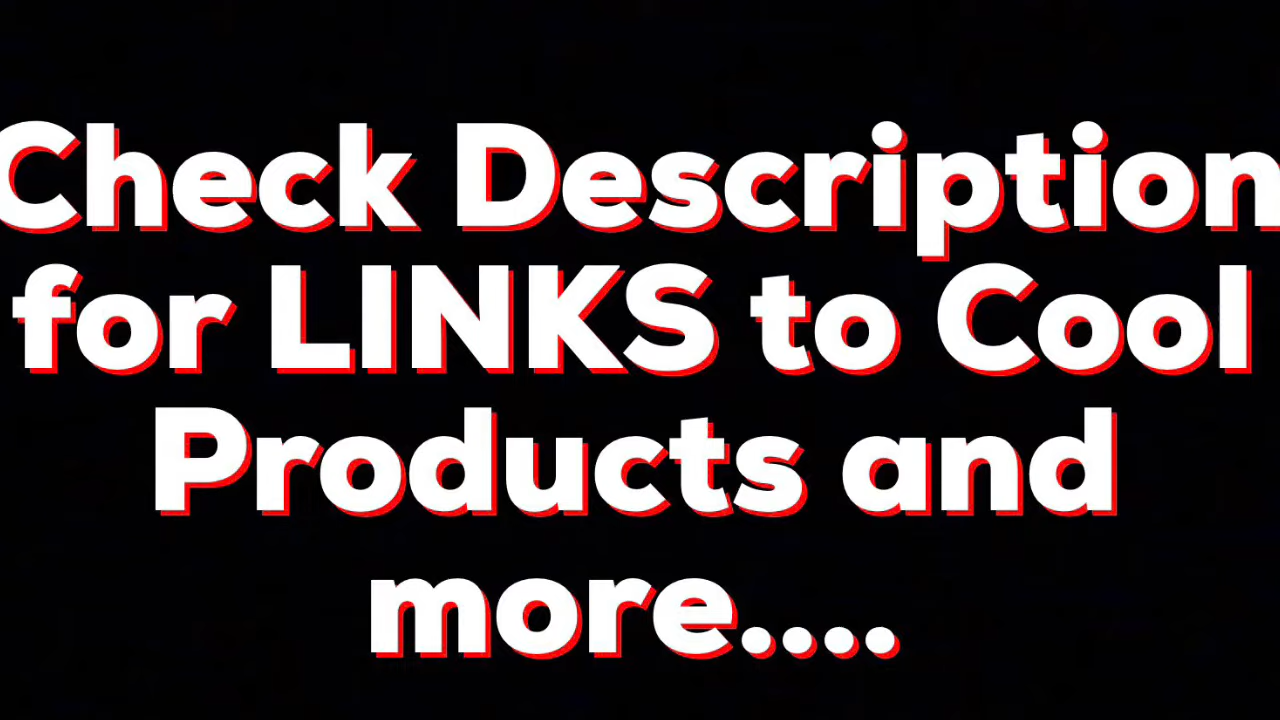 Check Description
for LINKS to Cool
Products and
more....